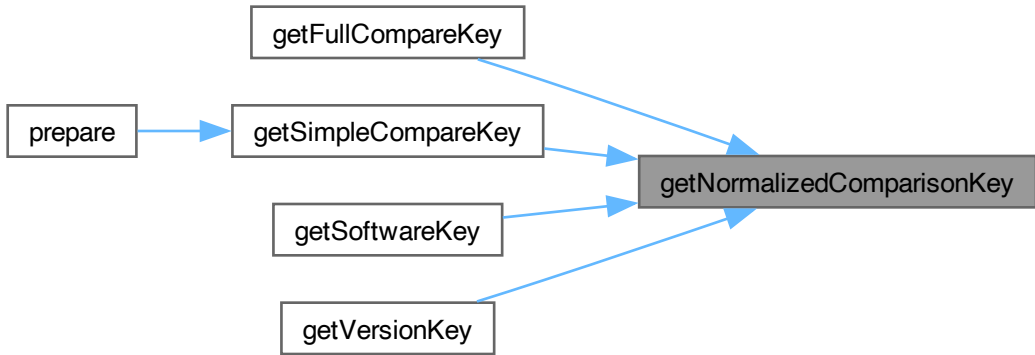 getFullCompareKey
prepare
getSimpleCompareKey
getNormalizedComparisonKey
getSoftwareKey
getVersionKey